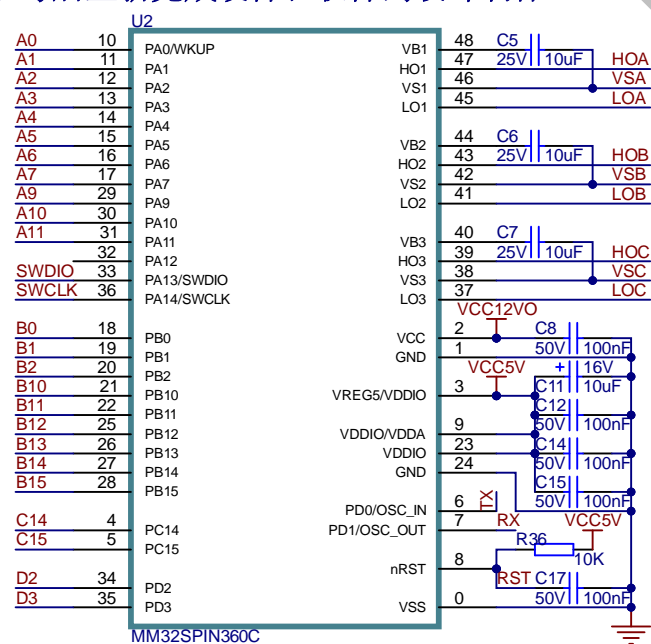 U2
A0 10 PA0/WKUP VB1 48 C5
A1 11 PA1 HO1 47 25V 10uF HOA
A2 12 PA2 VS1 46 VSA
A3 13 PA3 LO1 45 LOA
A4 14 PA4
A5 15 PA5 VB2 44 C6
A6 16 PA6 HO2 43 25V 10uF HOB
A7 17 PA7 VS2 42 VSB
A9 29 PA9 LO2 41 LOB
A10 30 PA10
A11 31 PA11 VB3 40 C7
32 PA12 HO3 39 25V 10uF HOC
SWDIO 33 PA13/SWDIO VS3 38 VSC
SWCLK 36 PA14/SWCLK LO3 37 LOC
VCC12VO
B0 18 PB0 VCC 2 C8
B1 19 PB1 GND 1 50V 100nF
B2 20 PB2 VCC5V + 16V
B10 21 PB10 VREG5/VDDIO 3 C11 10uF
B11 22 PB11 C12
B12 25 PB12 VDDIO/VDDA 9 50V 100nF
B13 26 PB13 VDDIO 23 C14
B14 27 PB14 GND 24 50V 100nF
B15 28 PB15 C15
PD0/OSC_IN 6 TX 50V 100nF
C14 4 PC14 PD1/OSC_OUT 7 RX VCC5V
C15 5 PC15 R36
nRST 8 10K
D2 34 PD2 RST C17
D3 35 PD3 VSS 0 50V 100nF
MM32SPIN360C